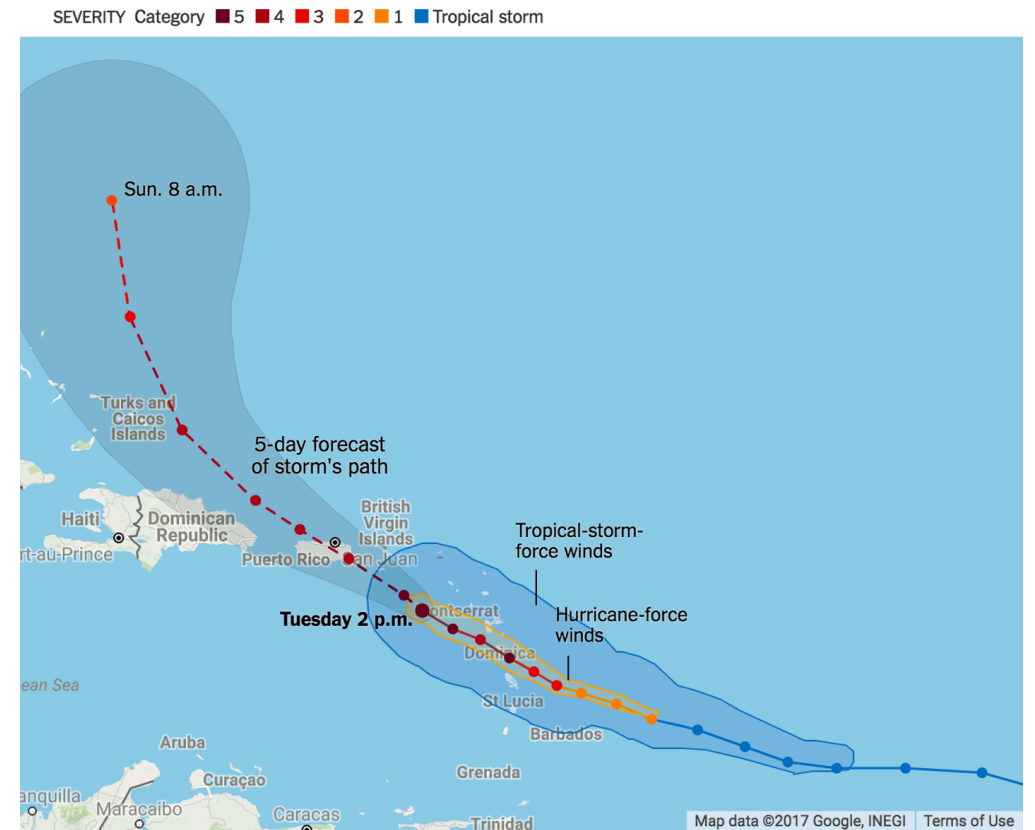 SEVERITY Category 5 4 3 2 1 Tropical storm
Sun. 8 a.m.
Turks and
Caicos
Islands
5-day forecast
of storm's path
British
Virgin
Islands
Haiti
Dominican
Republic
rt-au-Prince
Puerto Rico
San Juan
Tropical-storm-
force winds
Tuesday 2 p.m.
ontserrat
Hurricane-force
winds
Dominica
ean Sea
St Lucia
Barbados
Aruba
Curaçao
Grenada
anquilla
Maracaibo
Caracas
Trinidad
Map data ©2017 Google, INEGI Terms of Use